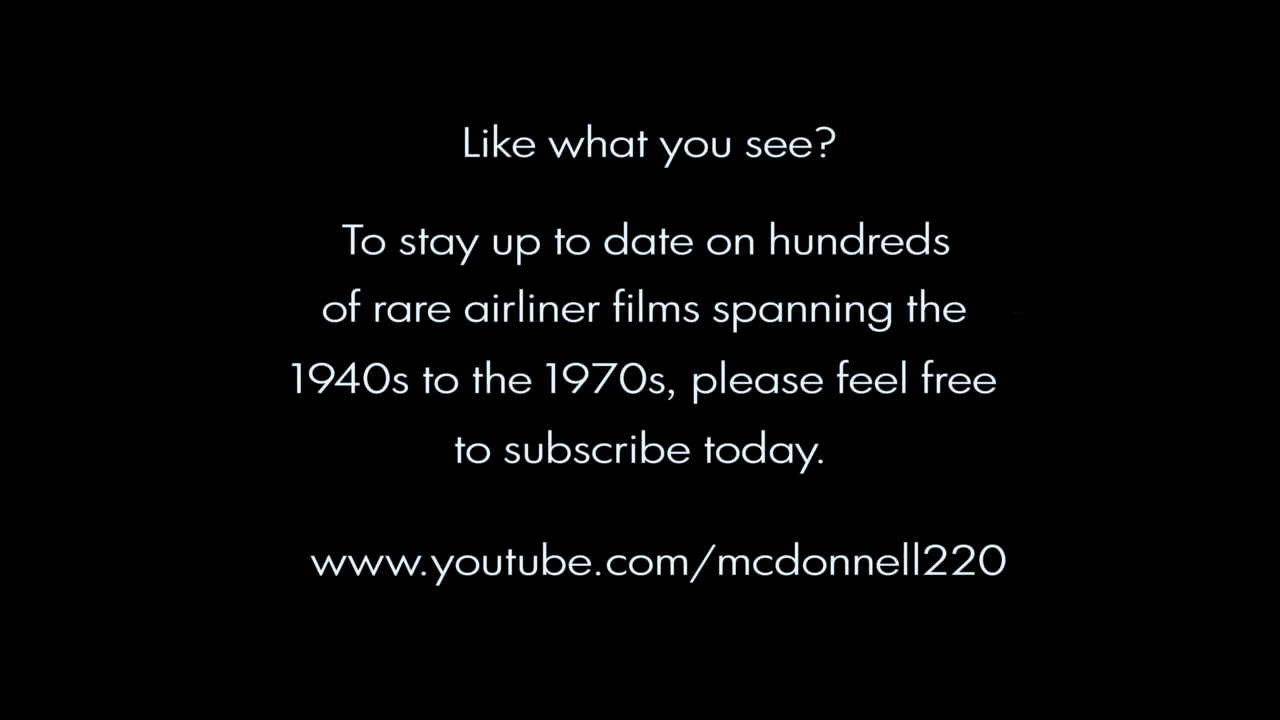 Like what you see?
To stay up to date on hundreds
of rare airliner films spanning the
1940s to the 1970s, please feel free
to subscribe today.
www.youtube.com/mcdonnell220